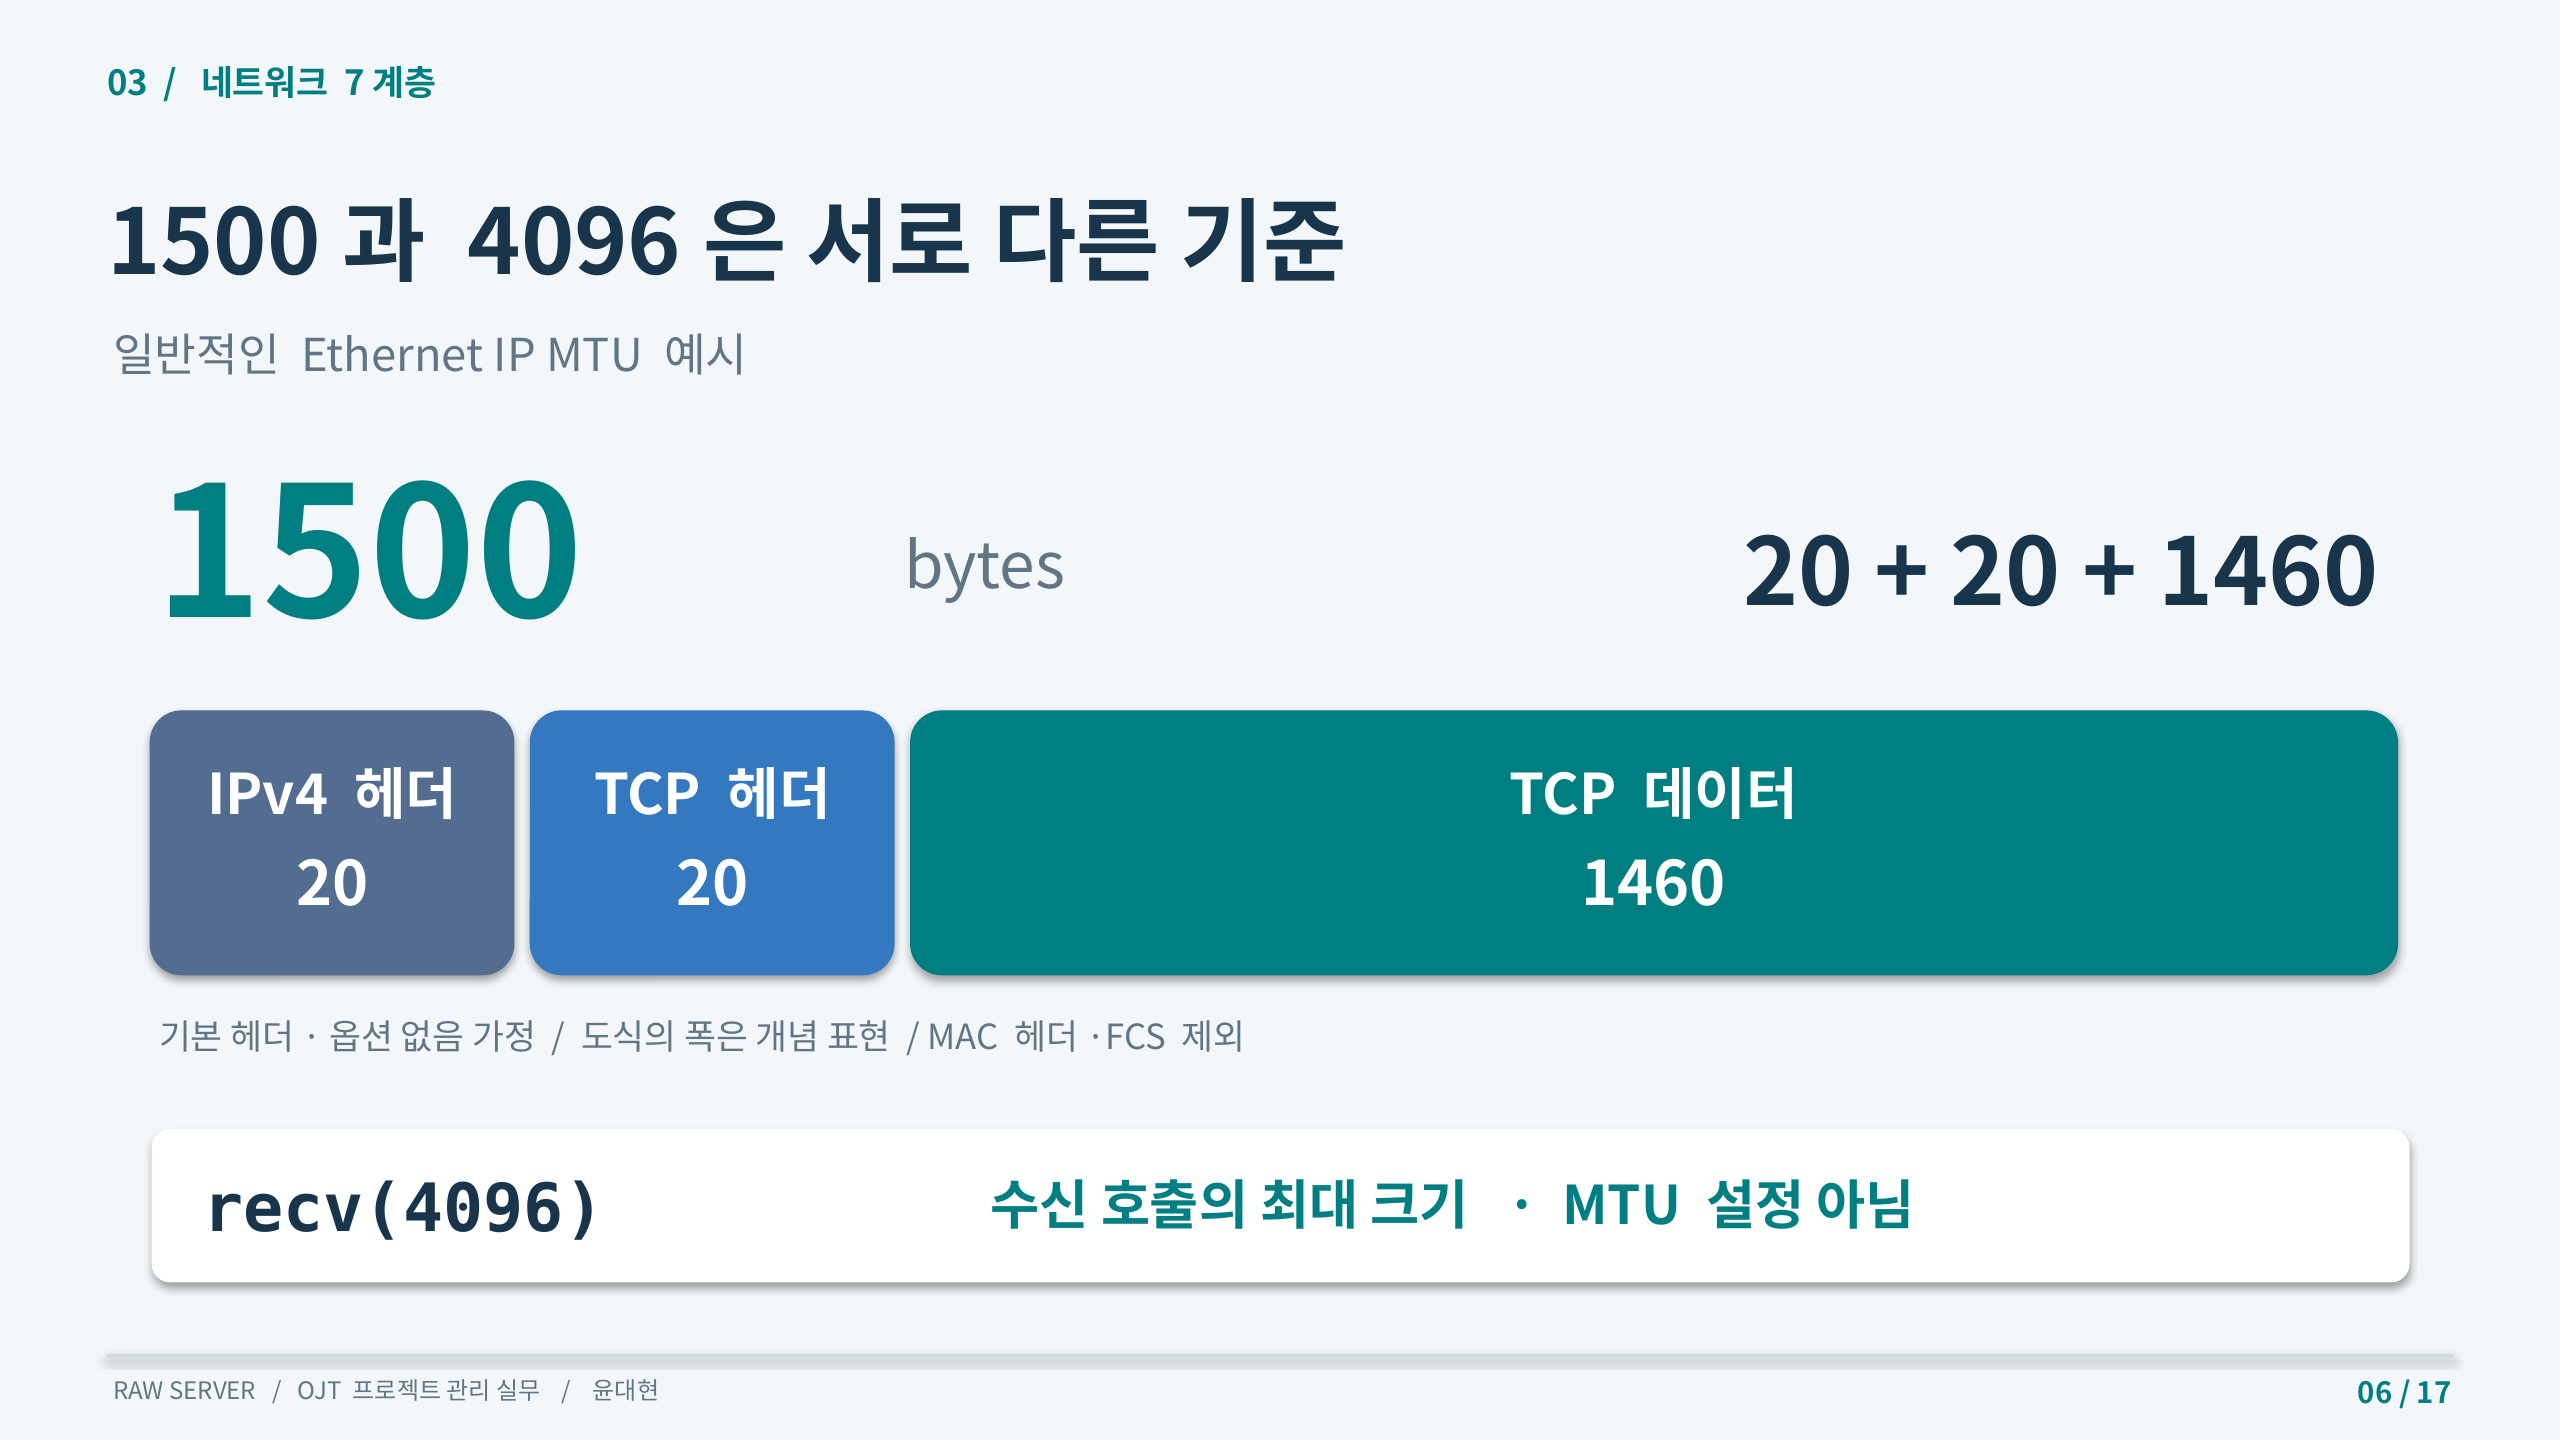 03 / 네트워크 7 계층
1500 과 4096 은 서로 다른 기준
일반적인 Ethernet IP MTU 예시
1500 bytes 20 + 20 + 1460
IPv4 헤더 TCP 헤더 TCP 데이터
20 20 1460
기본 헤더 · 옵션 없음 가정 / 도식의 폭은 개념 표현 / MAC 헤더 ·FCS 제외
recv(4096) 수신 호출의 최대 크기 · MTU 설정 아님
RAW SERVER / OJT 프로젝트 관리 실무 / 윤대현 06 / 17